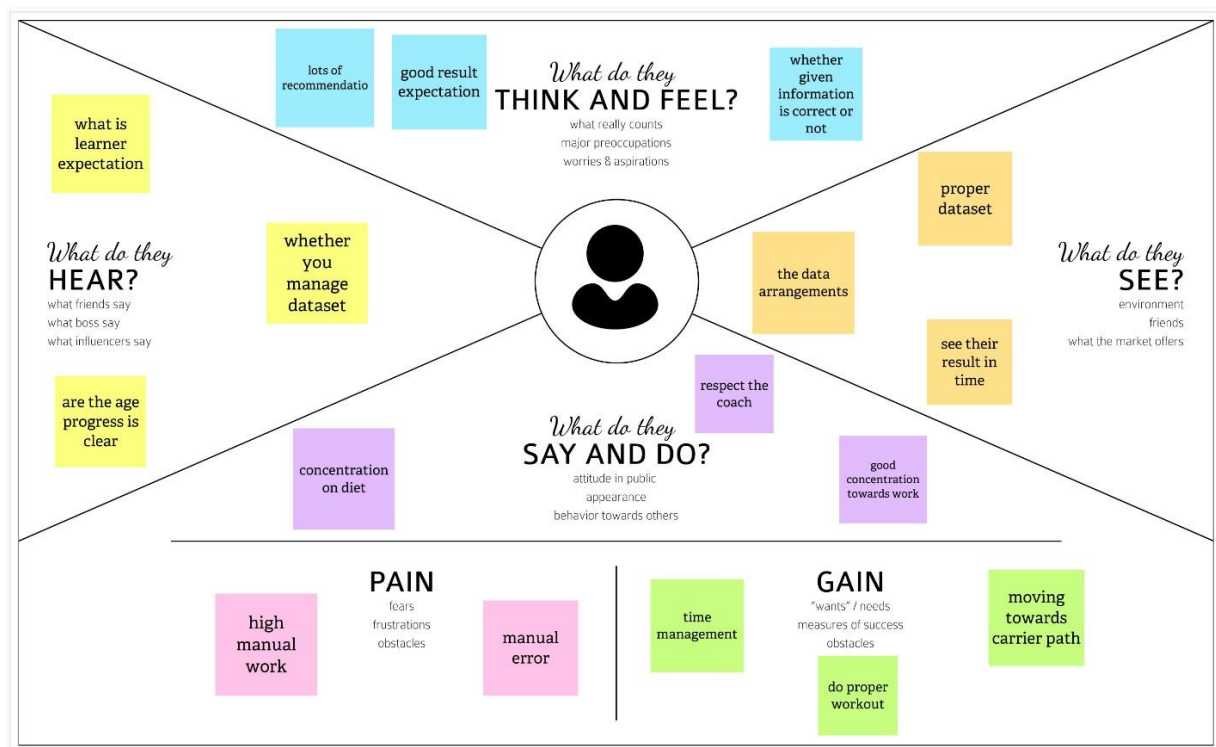 lots of
recommendatio
good result
expectation
What do they
THINK AND FEEL?
what really counts
major preoccupations
worries & aspirations
whether
given
information
is correct or
not
what is
learner
expectation
whether
you
manage
dataset
What do they
HEAR?
what friends say
what boss say
what influencers say
are the age
progress is
clear
proper
dataset
the data
arrangements
What do they
SEE?
environment
friends
what the market offers
see their
result in
time
respect the
coach
What do they
SAY AND DO?
attitude in public
appearance
behavior towards others
concentration
on diet
good
concentration
towards work
PAIN
fears
frustrations
obstacles
high
manual
work
manual
error
GAIN
"wants" / needs
measures of success
obstacles
time
management
moving
towards
carrier path
do proper
workout